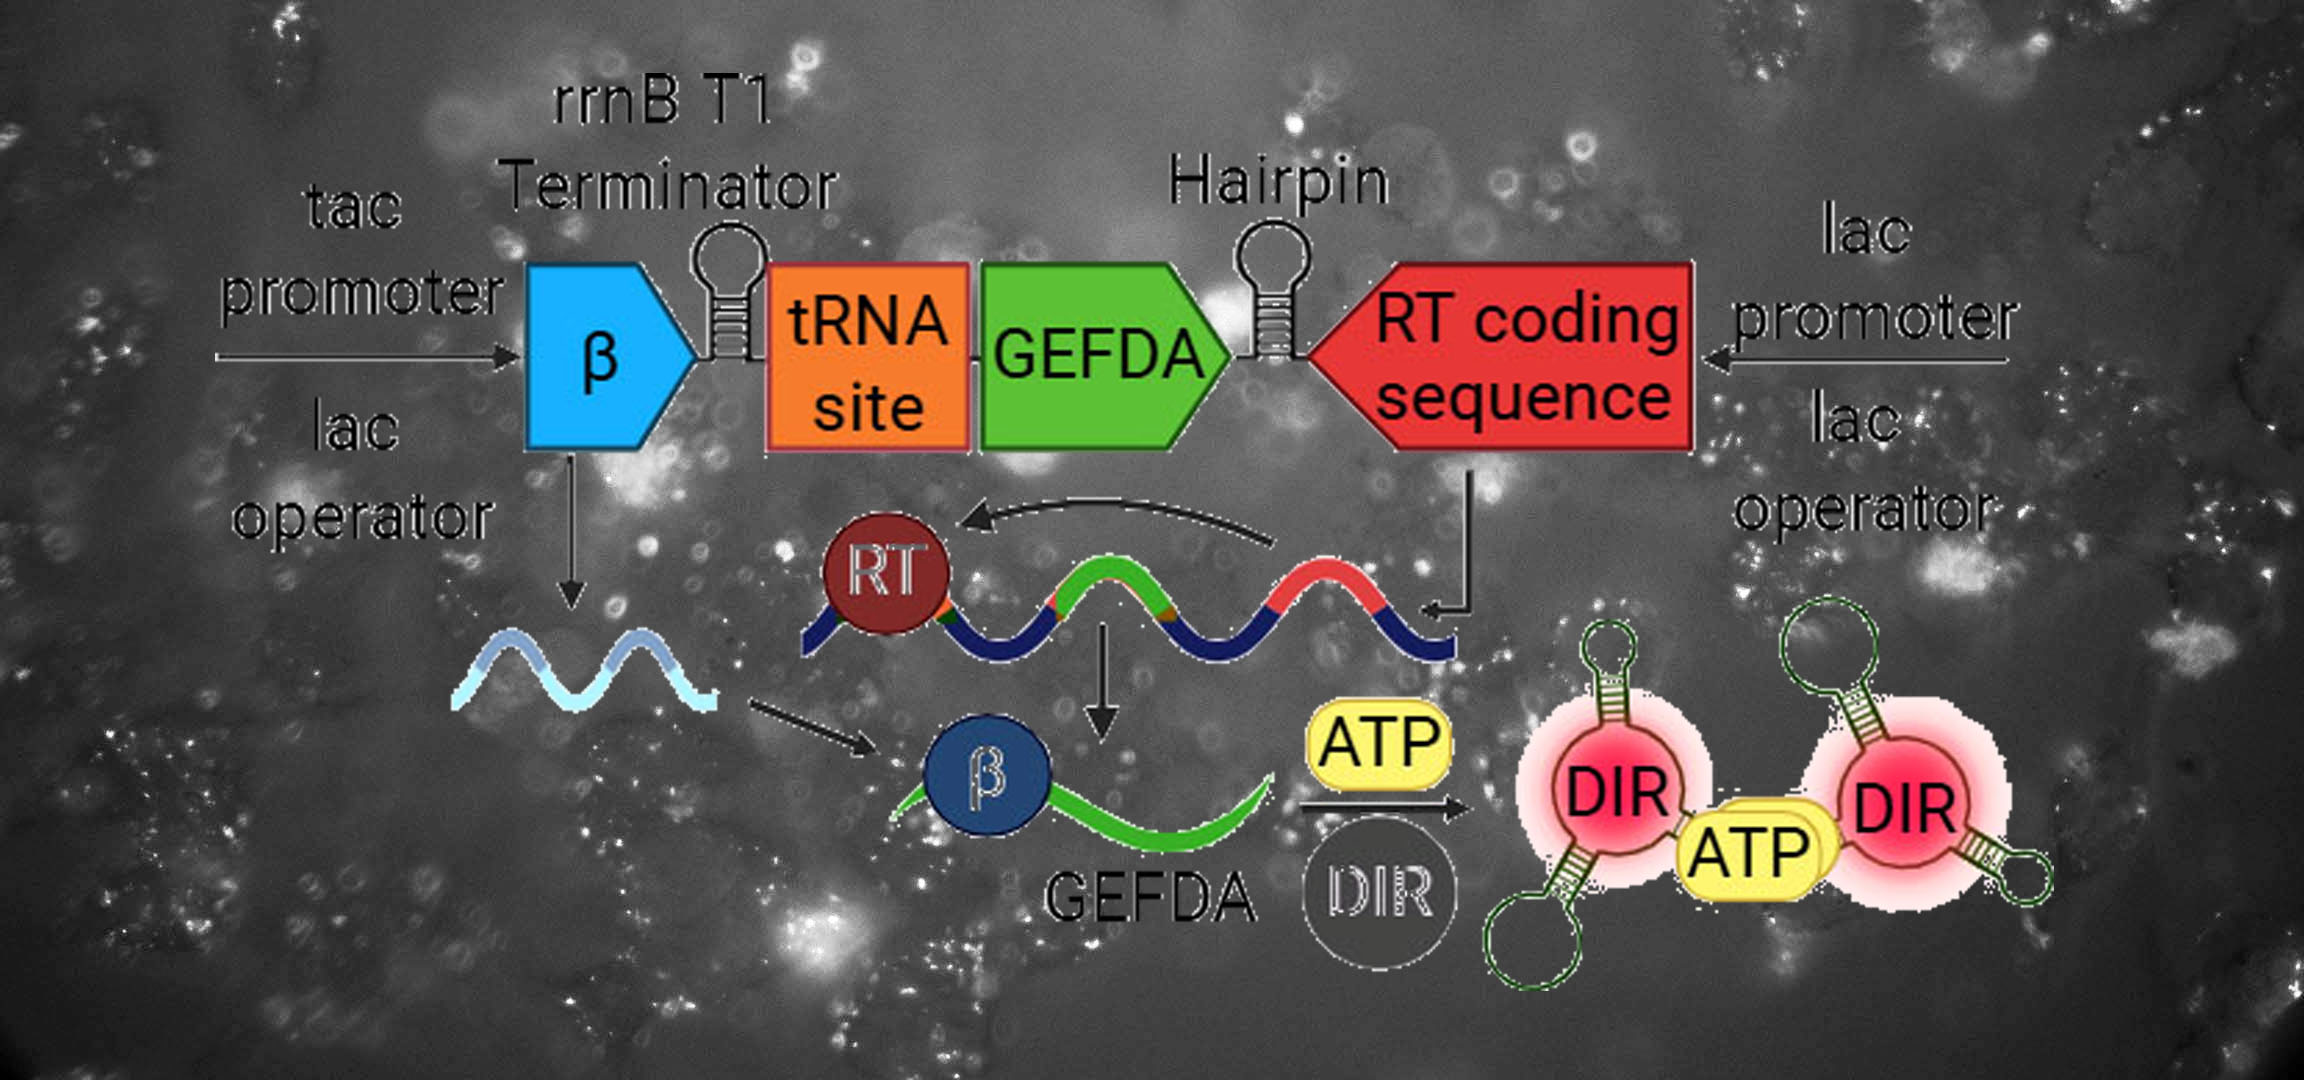 rrnB T1
Terminator
Hairpin
tac
promoter
lac
operator
β
tRNA
site
GEFDA
RT coding
sequence
lac
promoter
lac
operator
RT
β
GEFDA
ATP
DIR
DIR
ATP
DIR